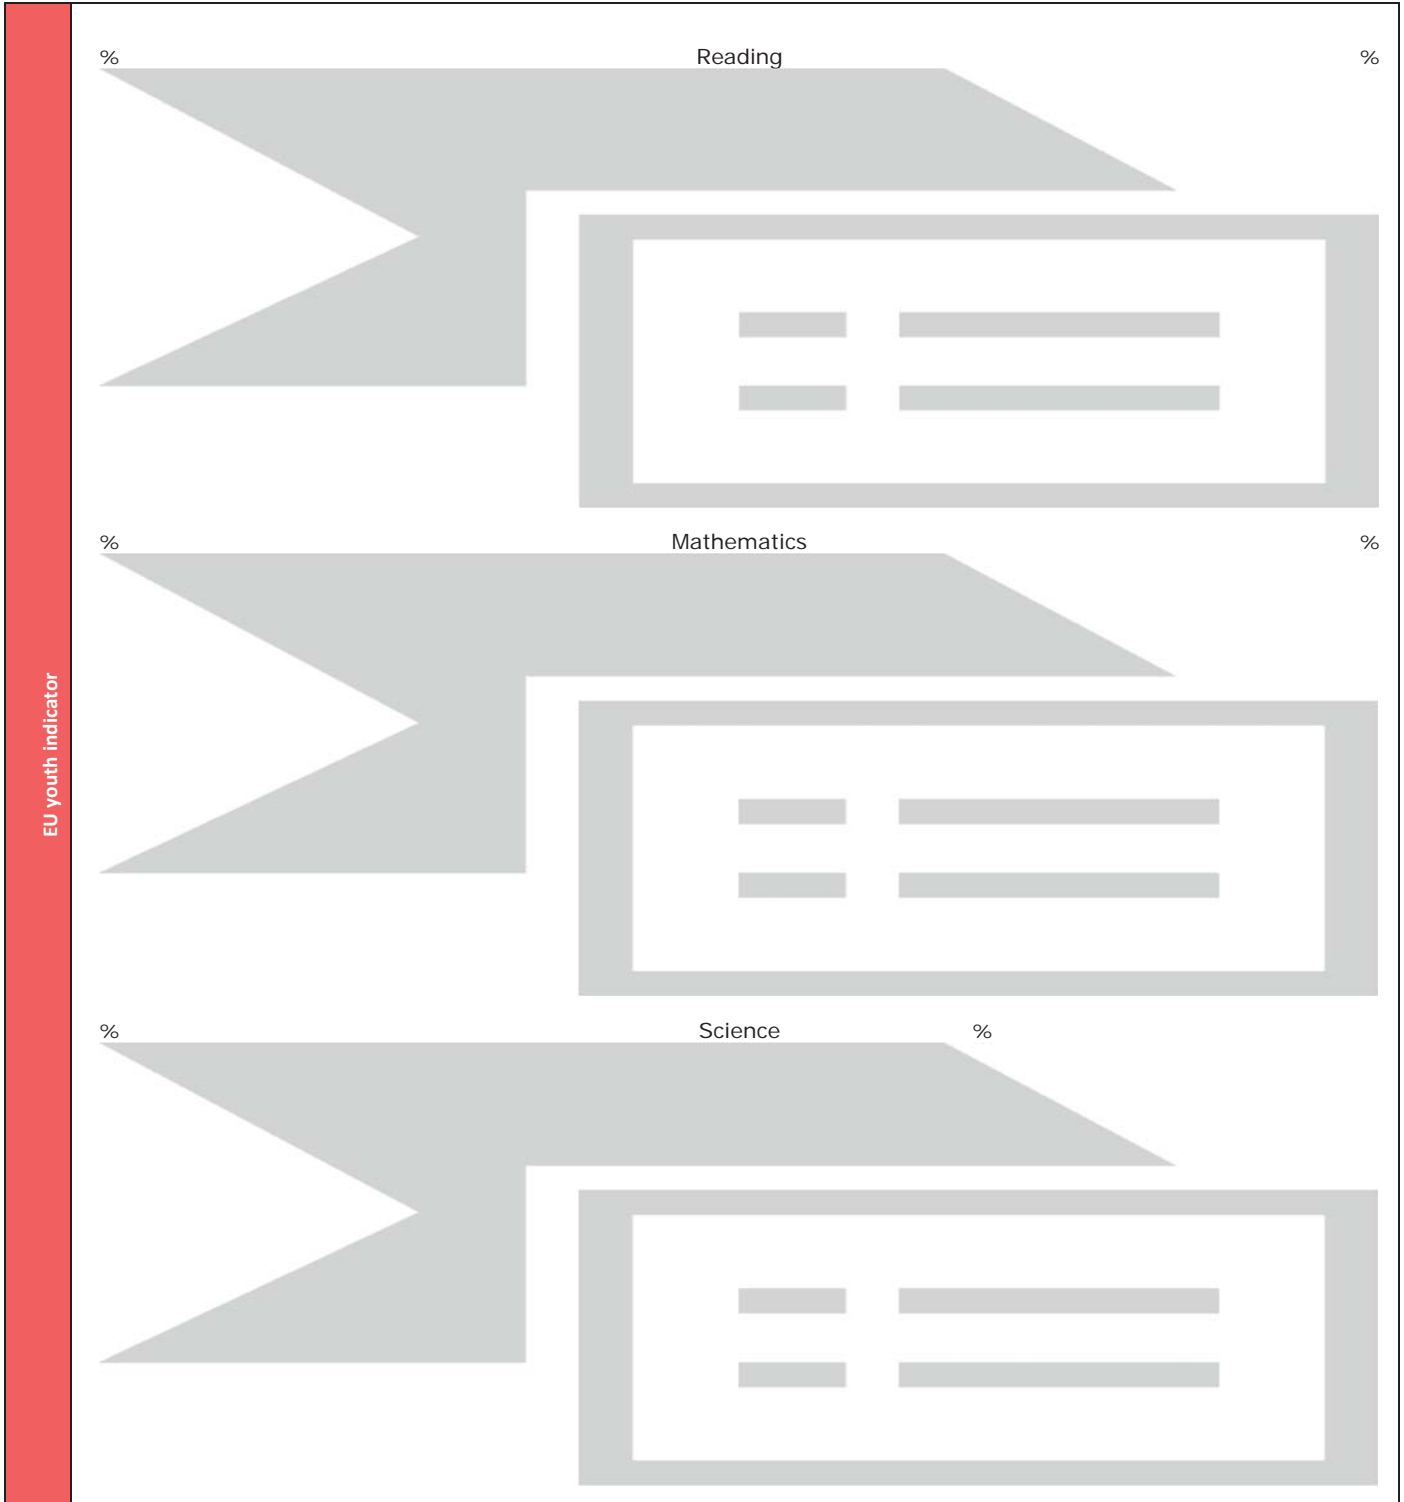 % Reading %
% Mathematics %
EU youth indicator
% Science %